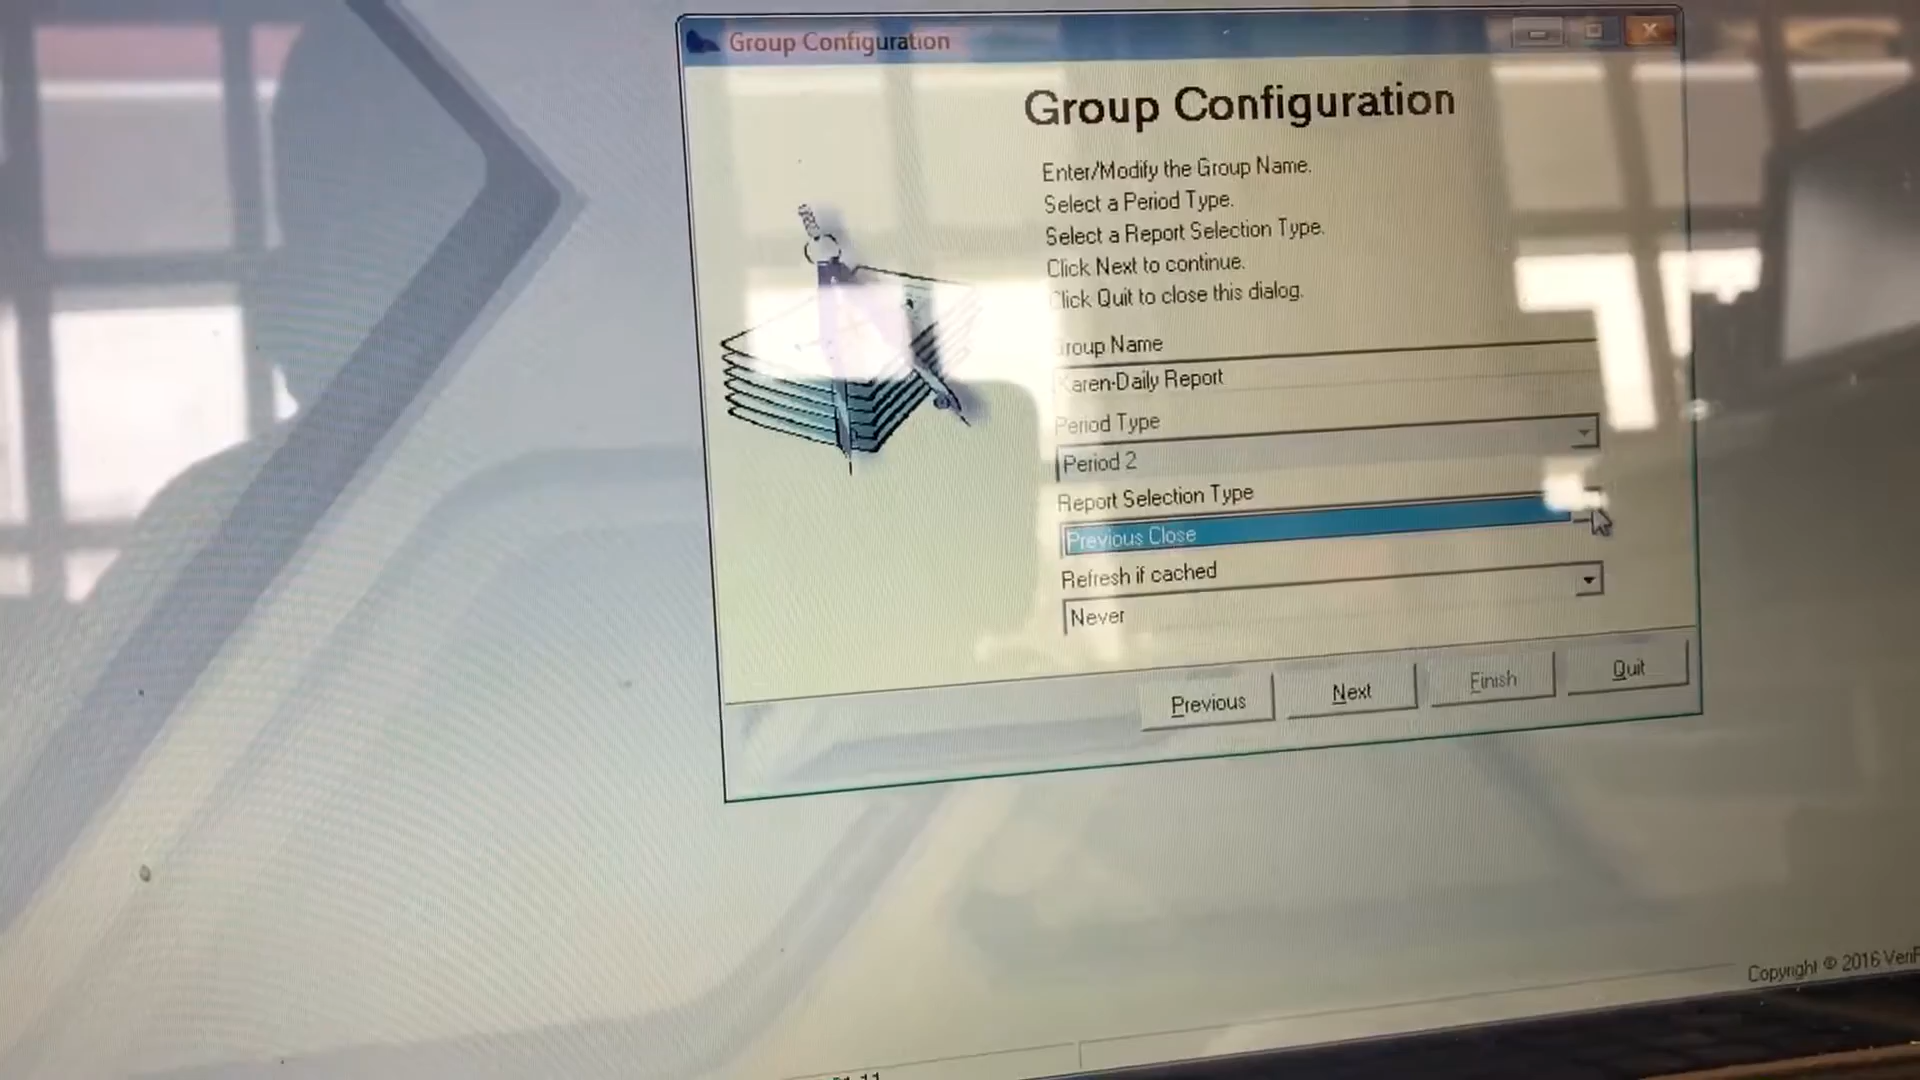 Group Configuration
Group Configuration
Enter/Modify the Group Name.
Select a Period Type.
Select a Report Selection Type.
Click Next to continue.
Click Quit to close this dialog.
Group Name
Karen-Daily Report
Period Type
Period 2
Report Selection Type
Previous Close
Refresh if cached
Never
Previous
Next
Finish
Quit
Copyright © 2016 VeriF